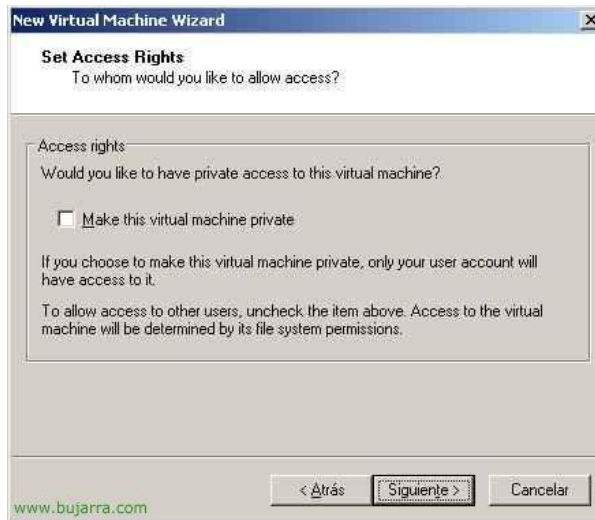 New Virtual Machine Wizard
Set Access Rights
To whom would you like to allow access?
Access rights
Would you like to have private access to this virtual machine?
Make this virtual machine private
If you choose to make this virtual machine private, only your user account will
have access to it.
To allow access to other users, uncheck the item above. Access to the virtual
machine will be determined by its file system permissions.
< Atrás
Siguiente >
Cancelar
www.bujarra.com